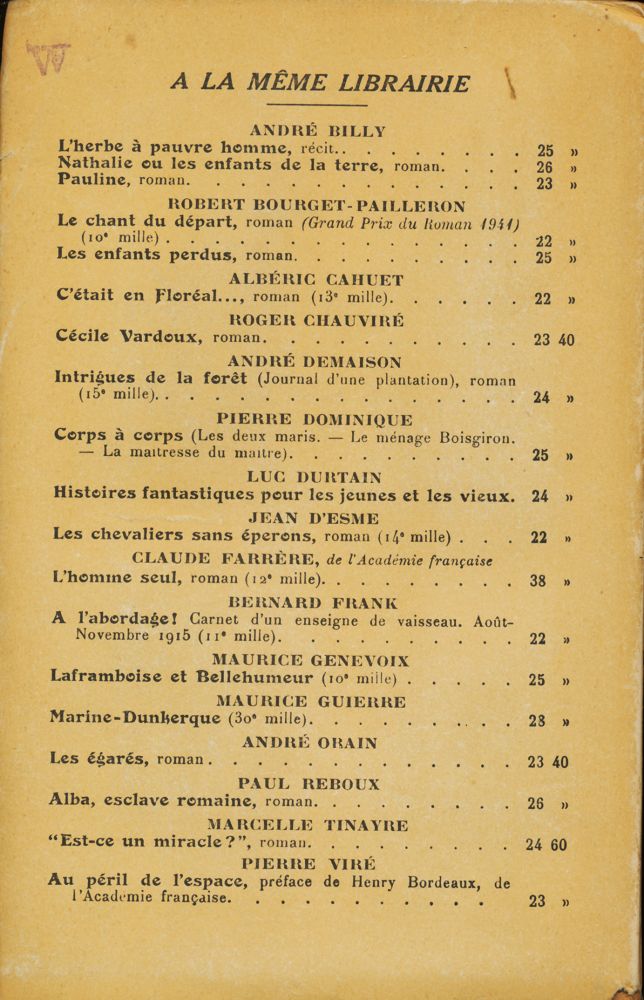 A LA MÊME LIBRAIRIE
ANDRÉ BILLY
L'herbe à pauvre homme, récit.. . . . . . . . 25 »
Nathalie ou les enfants de la terre, roman. . . . 26 »
Pauline, roman. . . . . . . . . . . . . 23 »
ROBERT BOURGET-PAILLERON
Le chant du départ, roman (Grand Prix du Roman 1941)
(10e mille) . . . . . . . . . . . . . . 22 »
Les enfants perdus, roman. . . . . . . . . 25 »
ALBÉRIC CAHUET
C'était en Floréal..., roman (13e mille). . . . . . 22 »
ROGER CHAUVIRÉ
Cécile Vardoux, roman. . . . . . . . . . . 23 40
ANDRÉ DEMAISON
Intrigues de la forêt (Journal d'une plantation), roman
(15e mille). . . . . . . . . . . . . . . 24 »
PIERRE DOMINIQUE
Corps à corps (Les deux maris. — Le ménage Boisgiron.
— La maitresse du maitre). . . . . . . . . . 25 »
LUC DURTAIN
Histoires fantastiques pour les jeunes et les vieux. 24 »
JEAN D'ESME
Les chevaliers sans éperons, roman (14e mille) . . . 22 »
CLAUDE FARRÈRE, de l'Académie française
L'homme seul, roman (12e mille). . . . . . . . 38 »
BERNARD FRANK
A l'abordage! Carnet d'un enseigne de vaisseau. Août-
Novembre 1915 (11e mille). . . . . . . . . . 22 »
MAURICE GENEVOIX
Laframboise et Bellehumeur (10e mille) . . . . . 25 »
MAURICE GUIERRE
Marine-Dunkerque (30e mille). . . . . . . . . 28 »
ANDRÉ ORAIN
Les égarés, roman . . . . . . . . . . . . 23 40
PAUL REBOUX
Alba, esclave romaine, roman. . . . . . . . . 26 »
MARCELLE TINAYRE
“Est-ce un miracle?”, roman. . . . . . . . . 24 60
PIERRE VIRÉ
Au péril de l'espace, préface de Henry Bordeaux, de
l'Académie française. . . . . . . . . . . 23 »